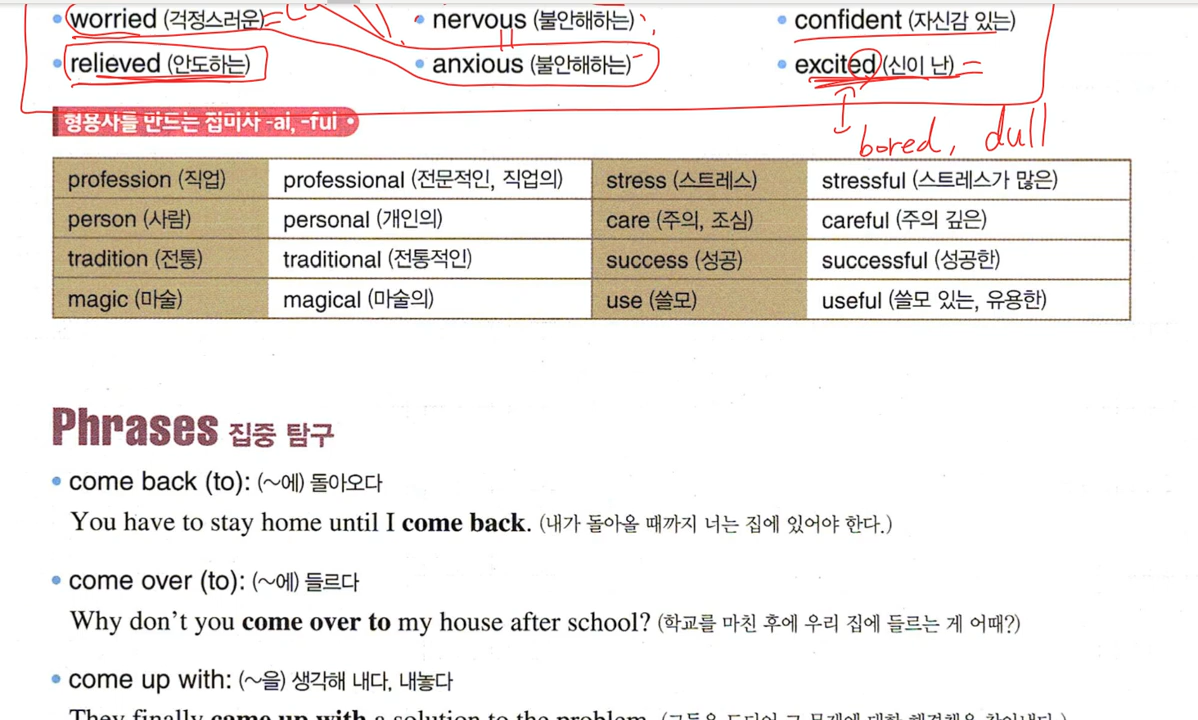 • worried (걱정스러운) • nervous (불안해하는) • confident (자신감 있는)
• relieved (안도하는) • anxious (불안해하는) • excited (신이 난)
bored, dull
형용사를 만드는 접미사 -al, -ful •
profession (직업) professional (전문적인, 직업의) stress (스트레스) stressful (스트레스가 많은)
person (사람) personal (개인의) care (주의, 조심) careful (주의 깊은)
tradition (전통) traditional (전통적인) success (성공) successful (성공한)
magic (마술) magical (마술의) use (쓸모) useful (쓸모 있는, 유용한)
Phrases 집중 탐구
• come back (to): (~에) 돌아오다
You have to stay home until I come back. (내가 돌아올 때까지 너는 집에 있어야 한다.)
• come over (to): (~에) 들르다
Why don't you come over to my house after school? (학교를 마친 후에 우리 집에 들르는 게 어때?)
• come up with: (~을) 생각해 내다, 내놓다
They finally came up with a solution to the problem.